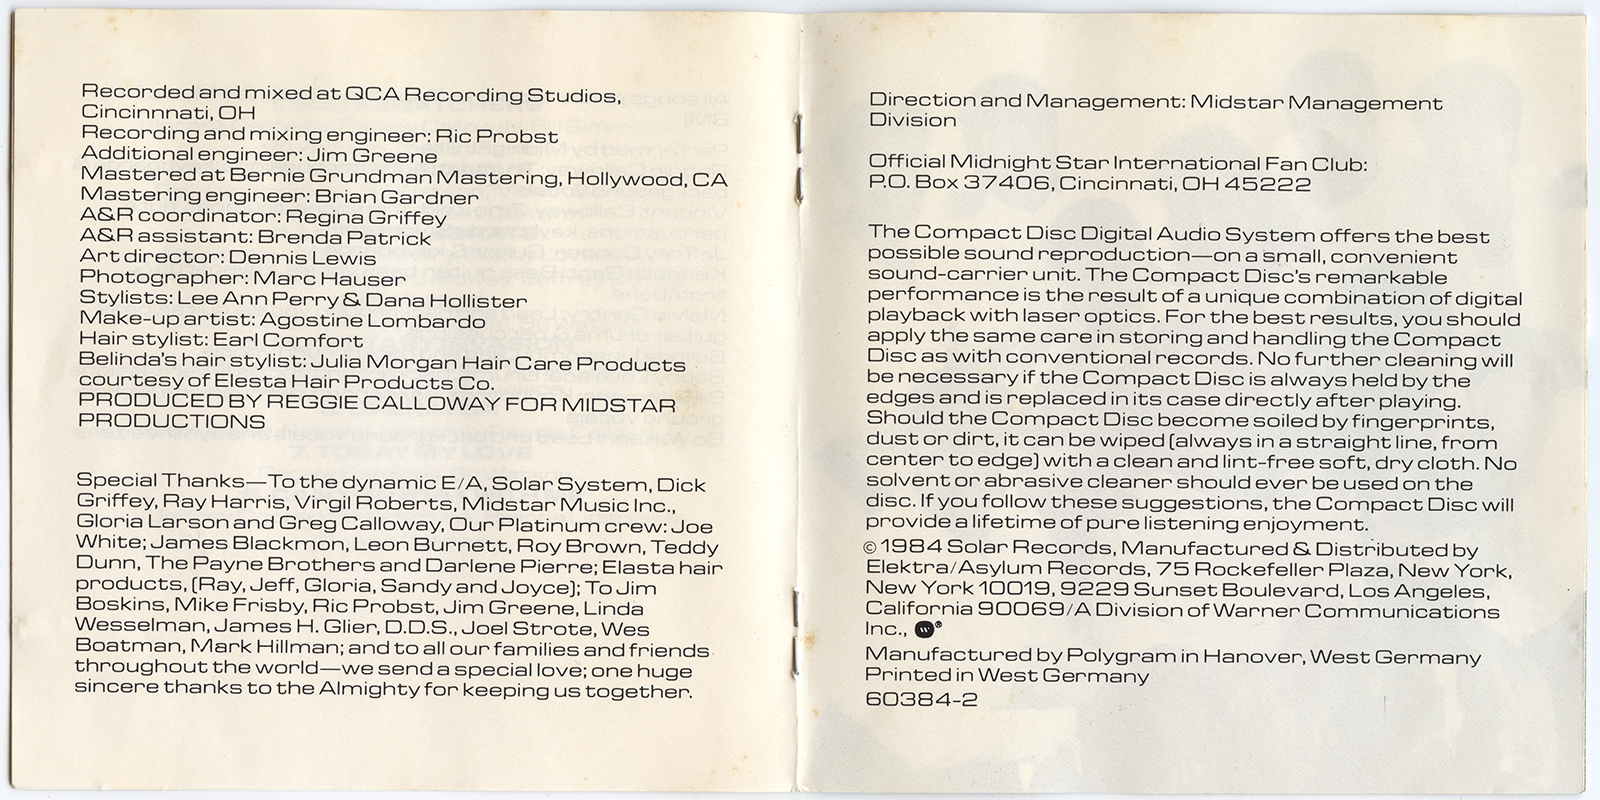 Recorded and mixed at QCA Recording Studios,
Cincinnnati, OH
Recording and mixing engineer: Ric Probst
Additional engineer: Jim Greene
Mastered at Bernie Grundman Mastering, Hollywood, CA
Mastering engineer: Brian Gardner
A&R coordinator: Regina Griffey
A&R assistant: Brenda Patrick
Art director: Dennis Lewis
Photographer: Marc Hauser
Stylists: Lee Ann Perry & Dana Hollister
Make-up artist: Agostine Lombardo
Hair stylist: Earl Comfort
Belinda's hair stylist: Julia Morgan Hair Care Products
courtesy of Elesta Hair Products Co.
PRODUCED BY REGGIE CALLOWAY FOR MIDSTAR
PRODUCTIONS
Special Thanks—To the dynamic E/A, Solar System, Dick
Griffey, Ray Harris, Virgil Roberts, Midstar Music Inc.,
Gloria Larson and Greg Calloway, Our Platinum crew: Joe
White; James Blackmon, Leon Burnett, Roy Brown, Teddy
Dunn, The Payne Brothers and Darlene Pierre; Elasta hair
products, (Ray, Jeff, Gloria, Sandy and Joyce); To Jim
Boskins, Mike Frisby, Ric Probst, Jim Greene, Linda
Wesselman, James H. Glier, D.D.S., Joel Strote, Wes
Boatman, Mark Hillman; and to all our families and friends
throughout the world—we send a special love; one huge
sincere thanks to the Almighty for keeping us together.
Direction and Management: Midstar Management
Division
Official Midnight Star International Fan Club:
P.O. Box 37406, Cincinnati, OH 45222
The Compact Disc Digital Audio System offers the best
possible sound reproduction—on a small, convenient
sound-carrier unit. The Compact Disc's remarkable
performance is the result of a unique combination of digital
playback with laser optics. For the best results, you should
apply the same care in storing and handling the Compact
Disc as with conventional records. No further cleaning will
be necessary if the Compact Disc is always held by the
edges and is replaced in its case directly after playing.
Should the Compact Disc become soiled by fingerprints,
dust or dirt, it can be wiped (always in a straight line, from
center to edge) with a clean and lint-free soft, dry cloth. No
solvent or abrasive cleaner should ever be used on the
disc. If you follow these suggestions, the Compact Disc will
provide a lifetime of pure listening enjoyment.
© 1984 Solar Records, Manufactured & Distributed by
Elektra/Asylum Records, 75 Rockefeller Plaza, New York,
New York 10019, 9229 Sunset Boulevard, Los Angeles,
California 90069/A Division of Warner Communications
Inc., ®
Manufactured by Polygram in Hanover, West Germany
Printed in West Germany
60384-2